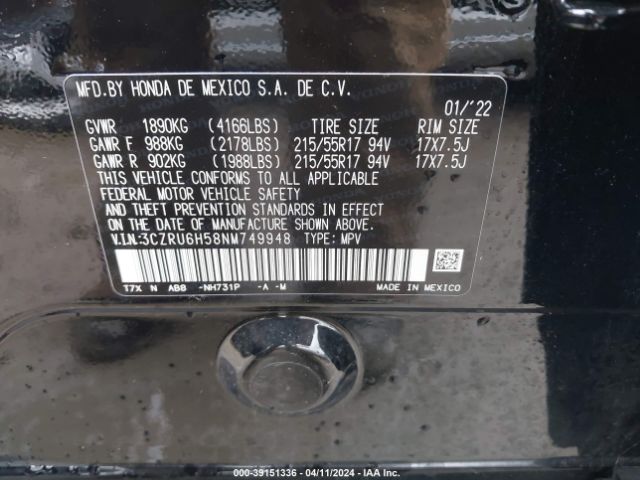 MFD.BY HONDA DE MEXICO S.A. DE C.V.
01/'22
GVWR 1890KG (4166LBS) TIRE SIZE RIM SIZE
GAWR F 988KG (2178LBS) 215/55R17 94V 17X7.5J
GAWR R 902KG (1988LBS) 215/55R17 94V 17X7.5J
THIS VEHICLE CONFORMS TO ALL APPLICABLE
FEDERAL MOTOR VEHICLE SAFETY
AND THEFT PREVENTION STANDARDS IN EFFECT
ON THE DATE OF MANUFACTURE SHOWN ABOVE.
V.I.N:3CZRU6H58NM749948 TYPE: MPV
T7X N AB8 -NH731P -A -M MADE IN MEXICO
000-39151336 - 04/11/2024 - IAA Inc.